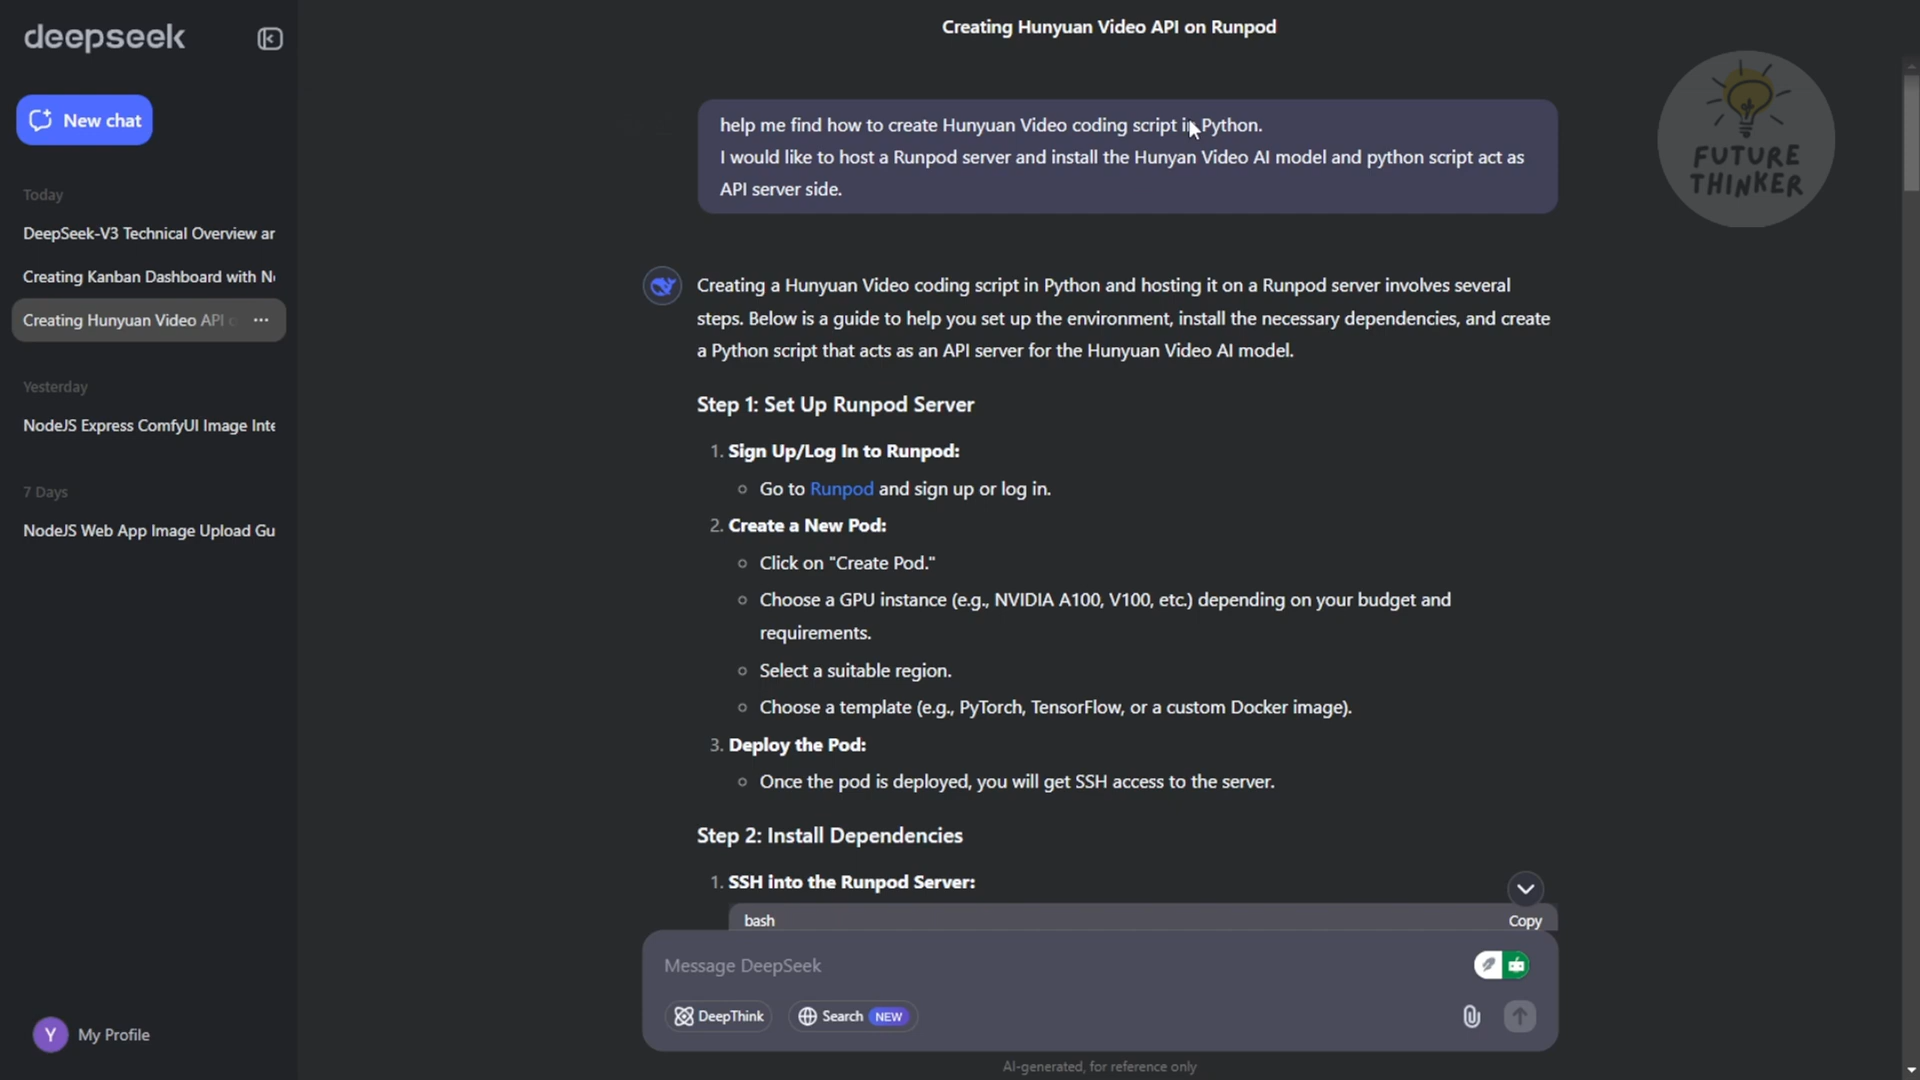 deepseek
New chat
Today
DeepSeek-V3 Technical Overview ar
Creating Kanban Dashboard with N
Creating Hunyuan Video API
Yesterday
NodeJS Express ComfyUI Image Inte
7 Days
NodeJS Web App Image Upload Gu
Y My Profile
Creating Hunyuan Video API on Runpod
FUTURE
THINKER
help me find how to create Hunyuan Video coding script in Python.
I would like to host a Runpod server and install the Hunyan Video AI model and python script act as
API server side.
Creating a Hunyuan Video coding script in Python and hosting it on a Runpod server involves several
steps. Below is a guide to help you set up the environment, install the necessary dependencies, and create
a Python script that acts as an API server for the Hunyuan Video AI model.
Step 1: Set Up Runpod Server
1. Sign Up/Log In to Runpod:
Go to Runpod and sign up or log in.
2. Create a New Pod:
Click on "Create Pod."
Choose a GPU instance (e.g., NVIDIA A100, V100, etc.) depending on your budget and
requirements.
Select a suitable region.
Choose a template (e.g., PyTorch, TensorFlow, or a custom Docker image).
3. Deploy the Pod:
Once the pod is deployed, you will get SSH access to the server.
Step 2: Install Dependencies
1. SSH into the Runpod Server:
bash Copy
Message DeepSeek
DeepThink Search NEW
AI-generated, for reference only